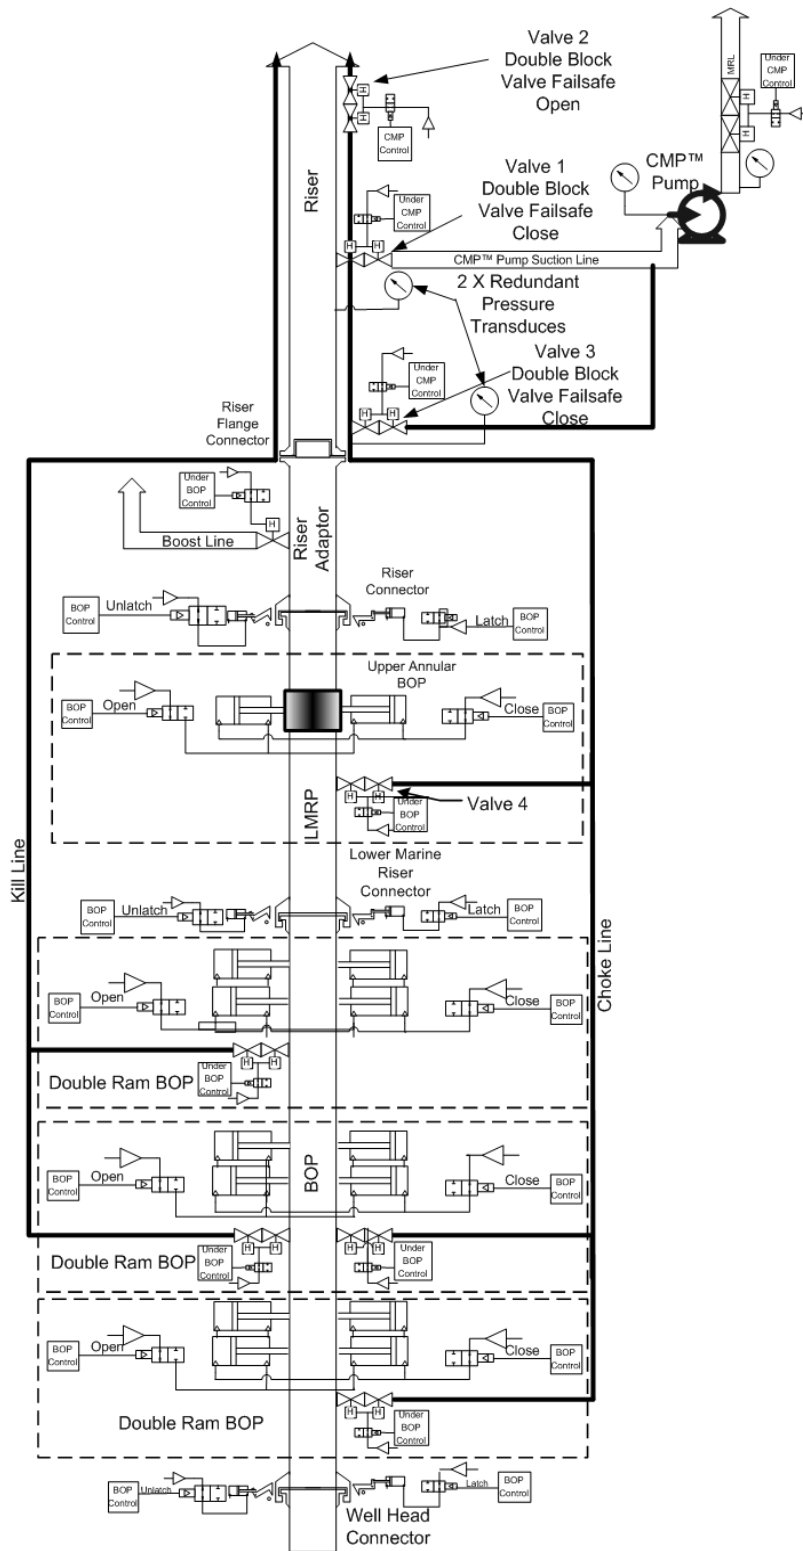 Valve 2
Double Block
Valve Failsafe
Open
MRL
Under
CMP
Control
H
H
H
H
CMP
Control
Riser
Valve 1
Double Block
Valve Failsafe
Close
CMP™
Pump
Under
CMP
Control
H
H
CMP™ Pump Suction Line
2 X Redundant
Pressure
Transduces
Valve 3
Double Block
Valve Failsafe
Close
Under
CMP
Control
H
H
Riser
Flange
Connector
Under
BOP
Control
H
Boost Line
Riser
Adaptor
Riser
Connector
BOP
Control
Unlatch
Latch
BOP
Control
Upper Annular
BOP
BOP
Control
Open
Close
BOP
Control
LMRP
H
H
Under
BOP
Control
Valve 4
Lower Marine
Riser
Connector
Kill Line
Choke Line
BOP
Control
Unlatch
Latch
BOP
Control
BOP
Control
Open
Close
BOP
Control
H
H
Under
BOP
Control
Double Ram BOP
BOP
BOP
Control
Open
Close
BOP
Control
H
H
H
H
Under
BOP
Control
Under
BOP
Control
Double Ram BOP
BOP
Control
Open
Close
BOP
Control
H
H
Under
BOP
Control
Double Ram BOP
BOP
Control
Unlatch
Latch
BOP
Control
Well Head
Connector